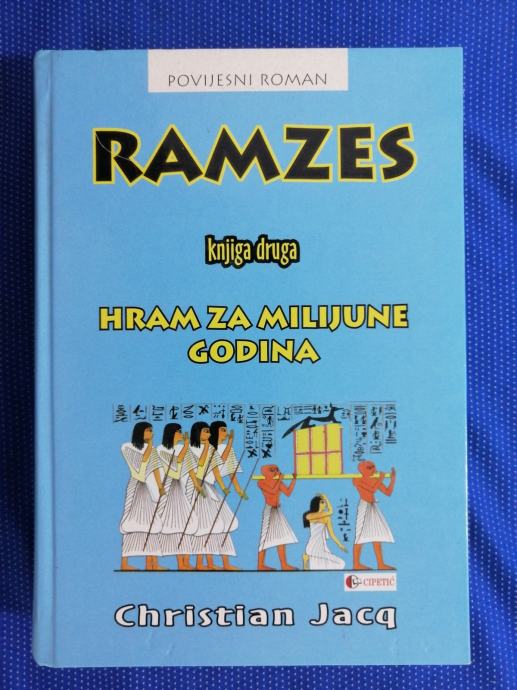 POVIJESNI ROMAN
RAMZES
knjiga druga
HRAM ZA MILIJUNE
GODINA
CIPETIĆ
Christian Jacq